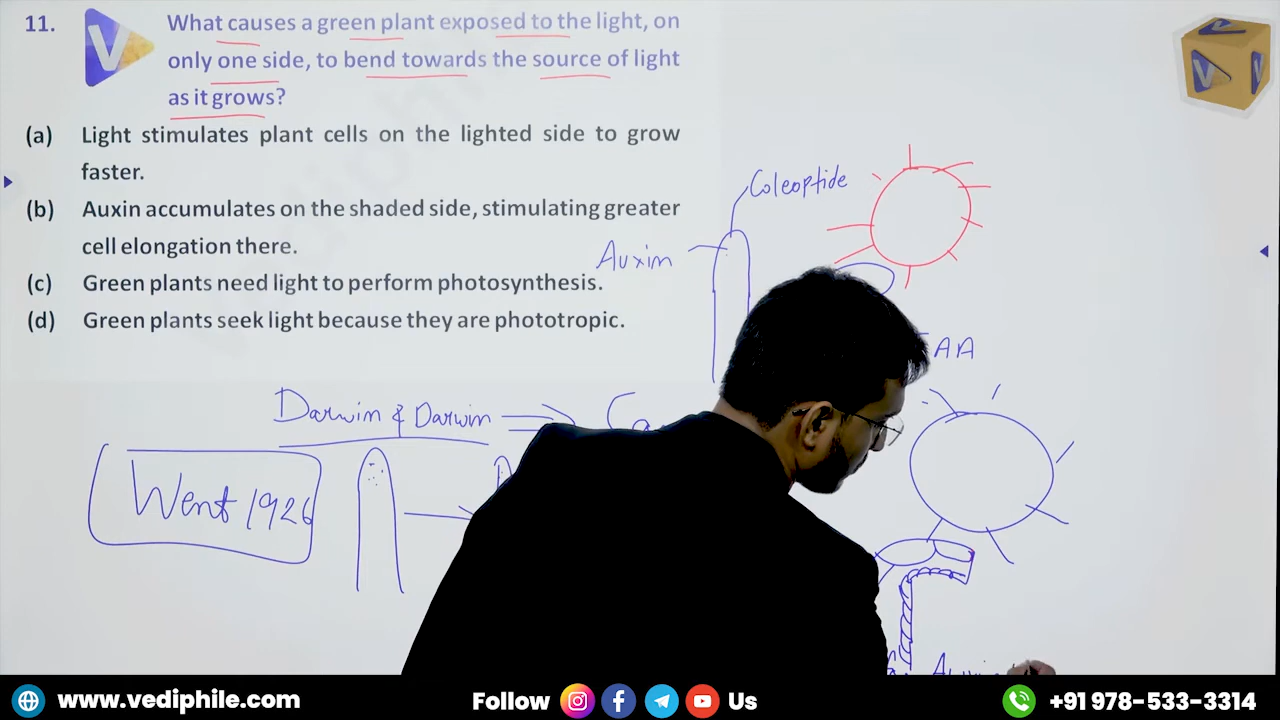 11.
What causes a green plant exposed to the light, on
only one side, to bend towards the source of light
as it grows?
(a) Light stimulates plant cells on the lighted side to grow
faster.
(b) Auxin accumulates on the shaded side, stimulating greater
cell elongation there.
(c) Green plants need light to perform photosynthesis.
(d) Green plants seek light because they are phototropic.
Coleoptide
Auxim
AA
Darwin & Darwin
Went 1926
www.vediphile.com
Follow Us
+91 978-533-3314